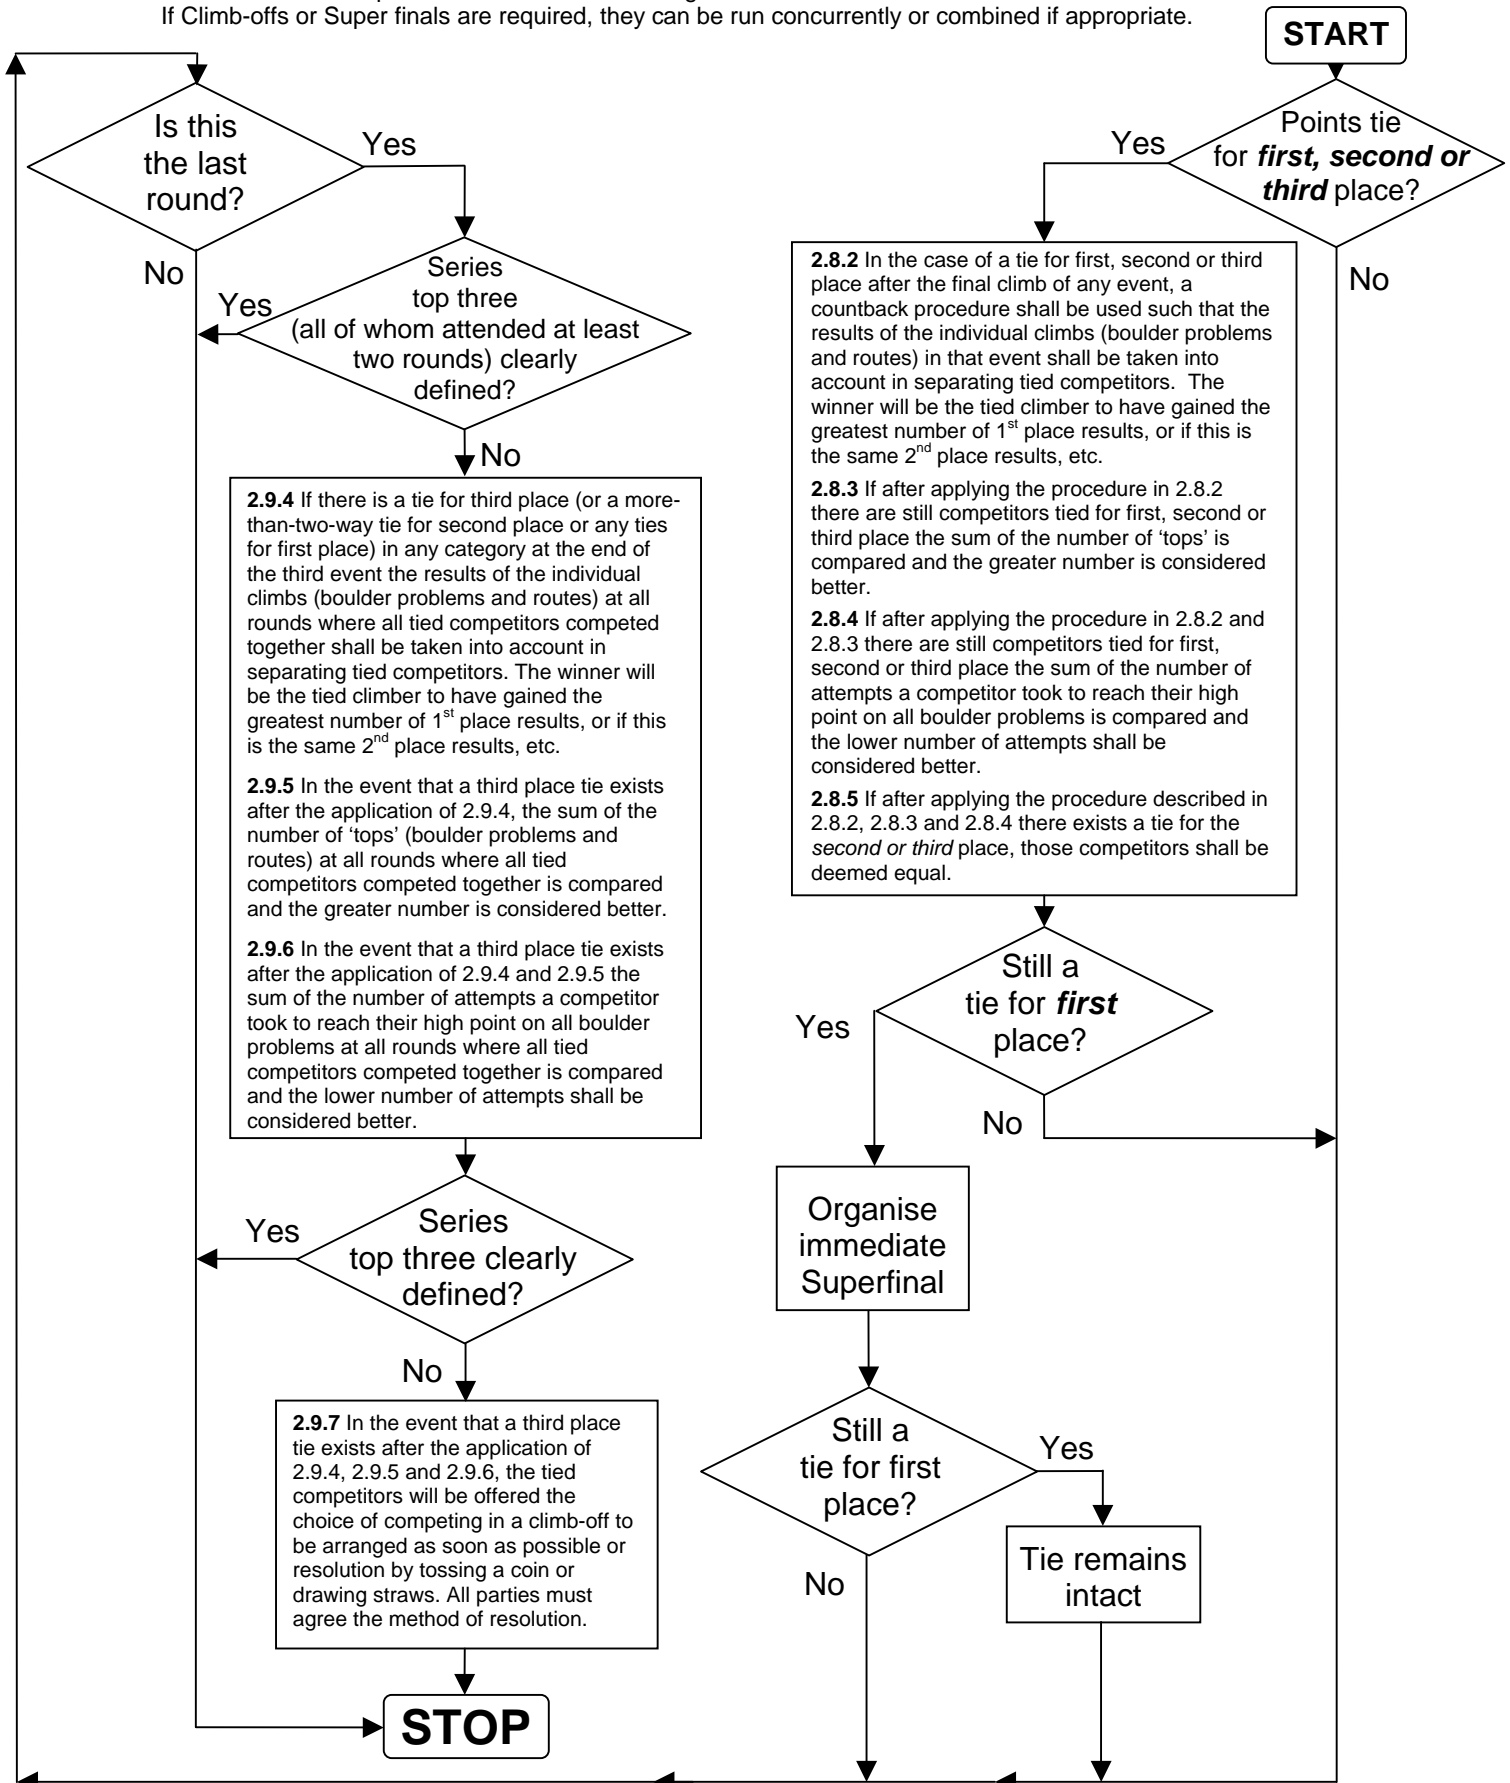 If Climb-offs or Super finals are required, they can be run concurrently or combined if appropriate.
START
Points tie
for first, second or
third place?
Yes
No
2.8.2 In the case of a tie for first, second or third
place after the final climb of any event, a
countback procedure shall be used such that the
results of the individual climbs (boulder problems
and routes) in that event shall be taken into
account in separating tied competitors.  The
winner will be the tied climber to have gained the
greatest number of 1st place results, or if this is
the same 2nd place results, etc.
2.8.3 If after applying the procedure in 2.8.2
there are still competitors tied for first, second or
third place the sum of the number of ‘tops’ is
compared and the greater number is considered
better.
2.8.4 If after applying the procedure in 2.8.2 and
2.8.3 there are still competitors tied for first,
second or third place the sum of the number of
attempts a competitor took to reach their high
point on all boulder problems is compared and
the lower number of attempts shall be
considered better.
2.8.5 If after applying the procedure described in
2.8.2, 2.8.3 and 2.8.4 there exists a tie for the
second or third place, those competitors shall be
deemed equal.
Still a
tie for first
place?
Yes
No
Organise
immediate
Superfinal
Still a
tie for first
place?
Yes
No
Tie remains
intact
Is this
the last
round?
Yes
No
Series
top three
(all of whom attended at least
two rounds) clearly
defined?
Yes
No
2.9.4 If there is a tie for third place (or a more-
than-two-way tie for second place or any ties
for first place) in any category at the end of
the third event the results of the individual
climbs (boulder problems and routes) at all
rounds where all tied competitors competed
together shall be taken into account in
separating tied competitors. The winner will
be the tied climber to have gained the
greatest number of 1st place results, or if this
is the same 2nd place results, etc.
2.9.5 In the event that a third place tie exists
after the application of 2.9.4, the sum of the
number of ‘tops’ (boulder problems and
routes) at all rounds where all tied
competitors competed together is compared
and the greater number is considered better.
2.9.6 In the event that a third place tie exists
after the application of 2.9.4 and 2.9.5 the
sum of the number of attempts a competitor
took to reach their high point on all boulder
problems at all rounds where all tied
competitors competed together is compared
and the lower number of attempts shall be
considered better.
Series
top three clearly
defined?
Yes
No
2.9.7 In the event that a third place
tie exists after the application of
2.9.4, 2.9.5 and 2.9.6, the tied
competitors will be offered the
choice of competing in a climb-off to
be arranged as soon as possible or
resolution by tossing a coin or
drawing straws. All parties must
agree the method of resolution.
STOP